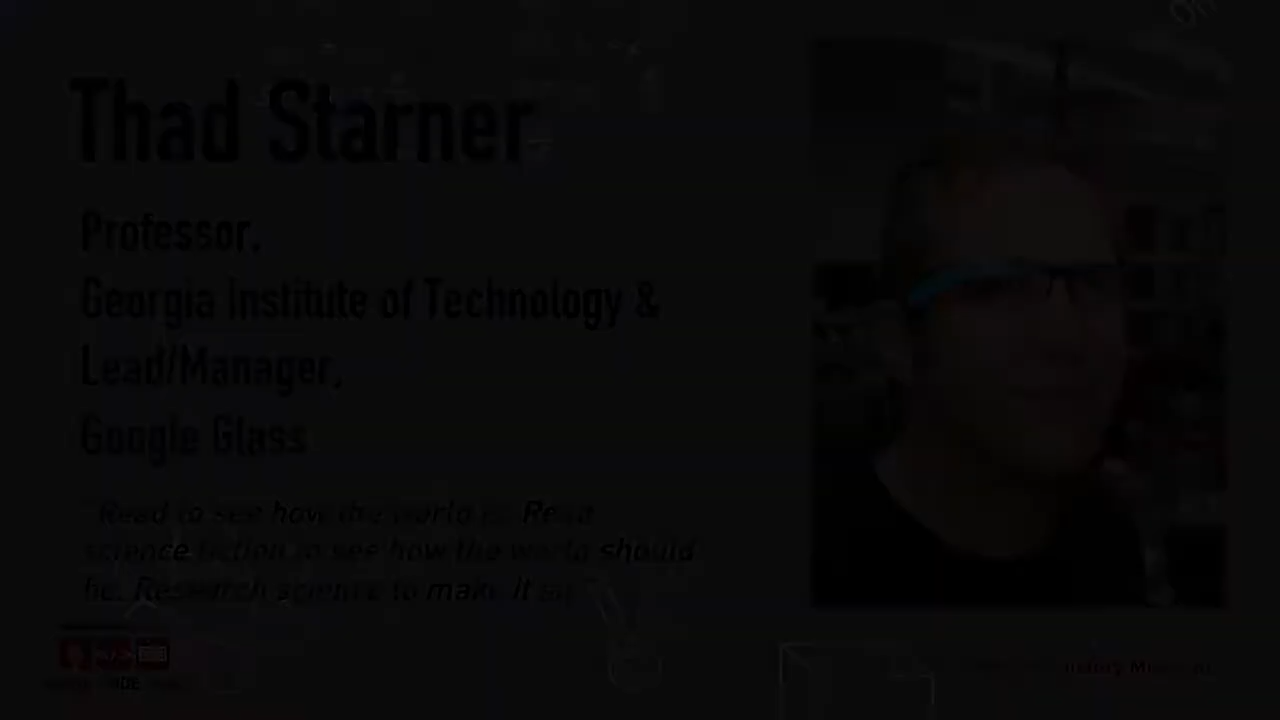 Thad Starner
Professor,
Georgia Institute of Technology &
Lead/Manager,
Google Glass
"Read to see how the world is. Read
science fiction to see how the world should
be. Research science to make it so